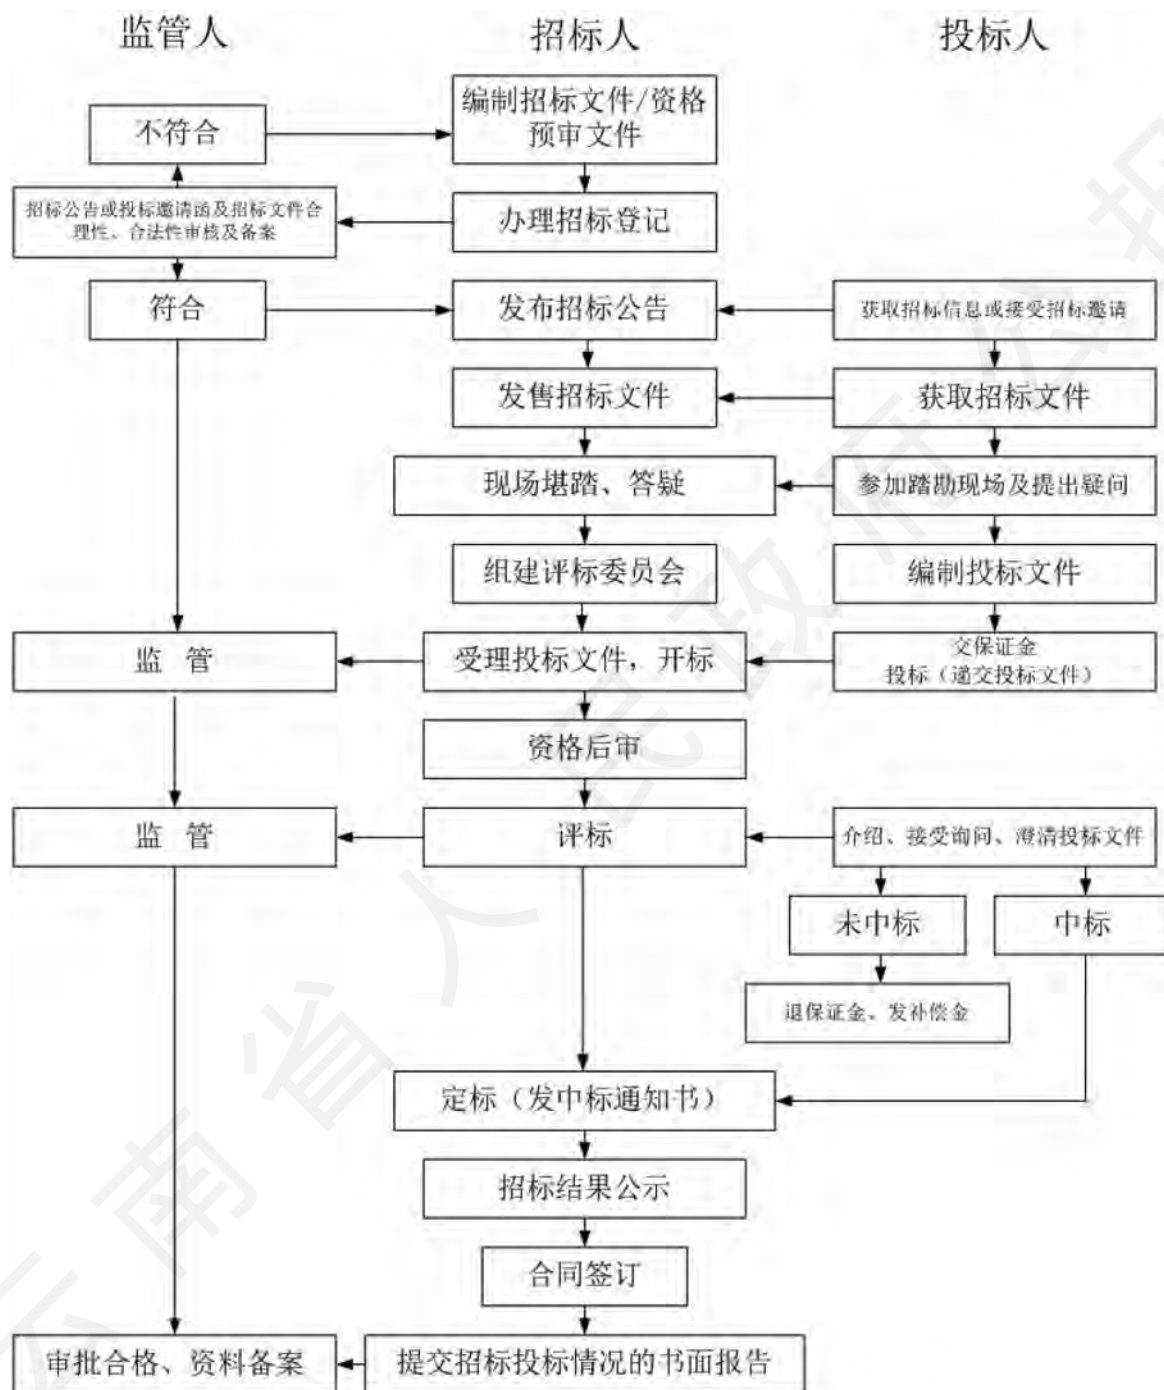 监管人
招标人
投标人
编制招标文件/资格
预审文件
不符合
招标公告或投标邀请函及招标文件合
理性、合法性审核及备案
办理招标登记
符合
发布招标公告
获取招标信息或接受招标邀请
发售招标文件
获取招标文件
现场堪踏、答疑
参加踏勘现场及提出疑问
组建评标委员会
编制投标文件
监 管
受理投标文件，开标
交保证金
投标（递交投标文件）
资格后审
监 管
评标
介绍、接受询问、澄清投标文件
未中标
中标
退保证金、发补偿金
定标（发中标通知书）
招标结果公示
合同签订
审批合格、资料备案
提交招标投标情况的书面报告
云南省人民政府公报